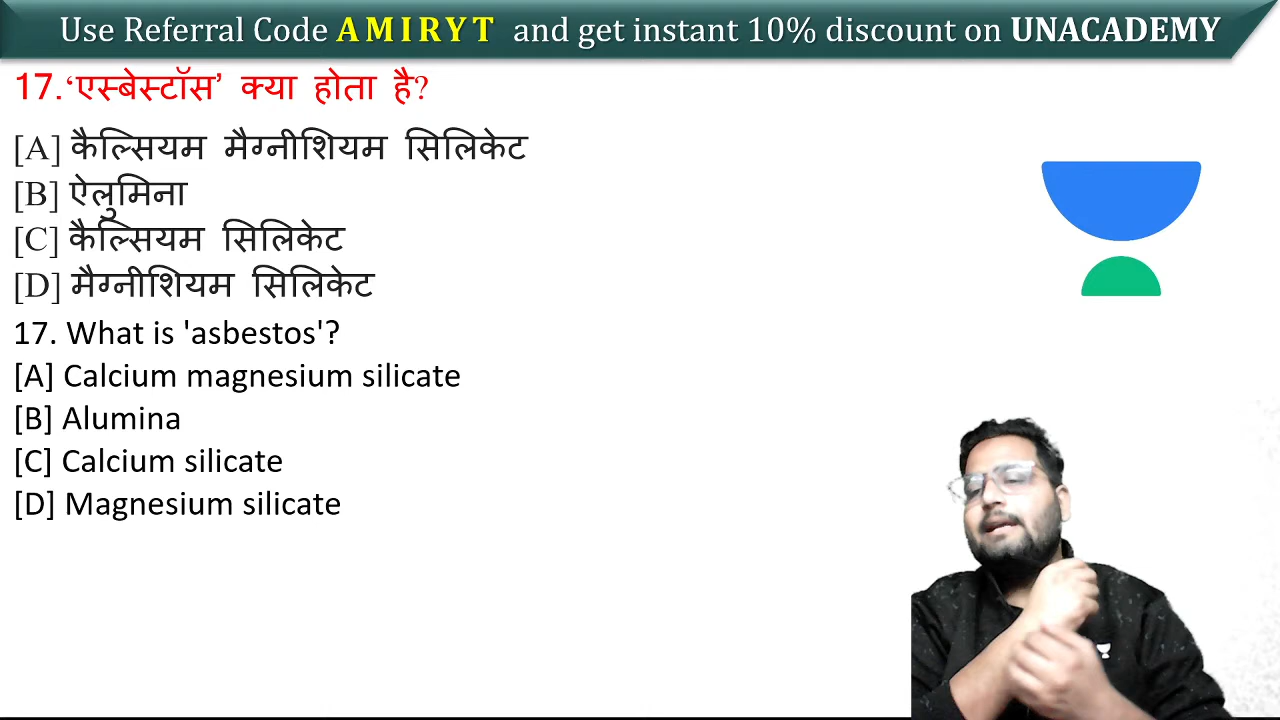 Use Referral Code AMIRYT and get instant 10% discount on UNACADEMY
17.‘एस्बेस्टॉस’ क्या होता है?
[A] कैल्सियम मैग्नीशियम सिलिकेट
[B] ऐलुमिना
[C] कैल्सियम सिलिकेट
[D] मैग्नीशियम सिलिकेट
17. What is 'asbestos'?
[A] Calcium magnesium silicate
[B] Alumina
[C] Calcium silicate
[D] Magnesium silicate